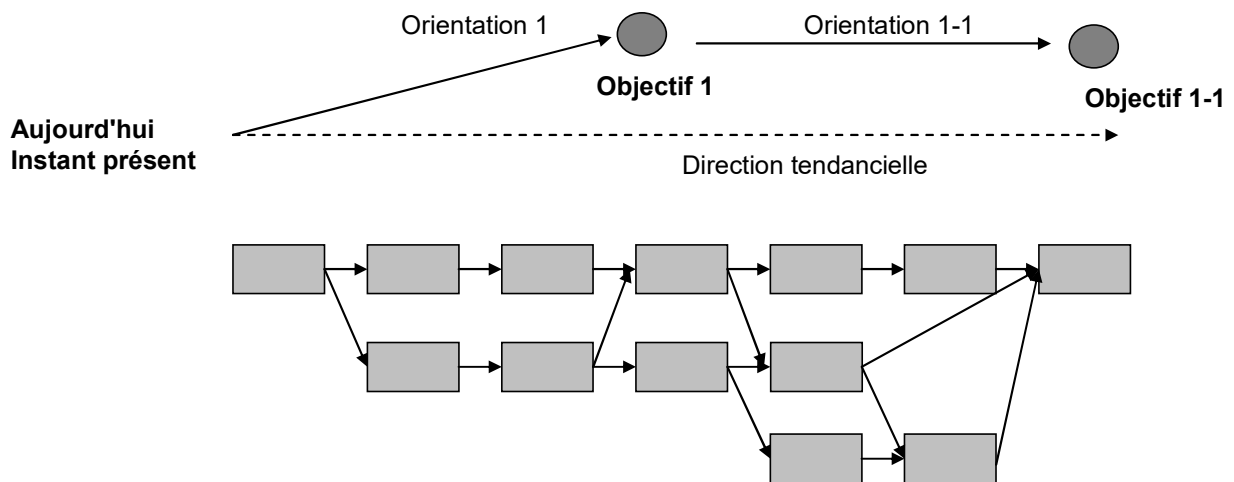 Orientation 1
Orientation 1-1
Objectif 1
Objectif 1-1
Aujourd'hui
Instant présent
Direction tendancielle